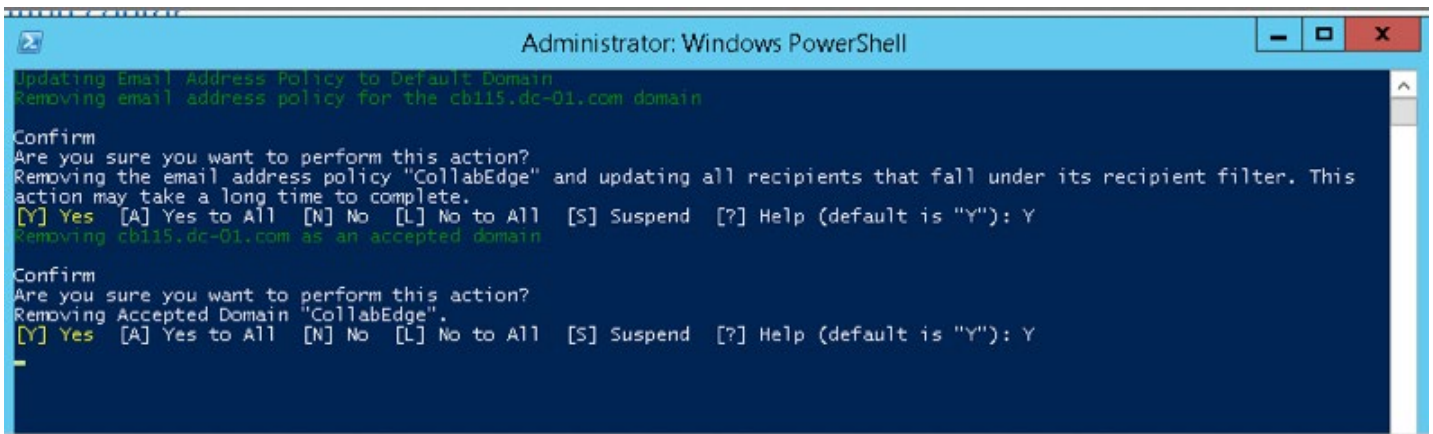 Administrator: Windows PowerShell
Updating Email Address Policy to Default Domain
Removing email address policy for the cb115.dc-01.com domain
Confirm
Are you sure you want to perform this action?
Removing the email address policy "CollabEdge" and updating all recipients that fall under its recipient filter. This
action may take a long time to complete.
[Y] Yes  [A] Yes to All  [N] No  [L] No to All  [S] Suspend  [?] Help (default is "Y"): Y
Removing cb115.dc-01.com as an accepted domain
Confirm
Are you sure you want to perform this action?
Removing Accepted Domain "CollabEdge".
[Y] Yes  [A] Yes to All  [N] No  [L] No to All  [S] Suspend  [?] Help (default is "Y"): Y